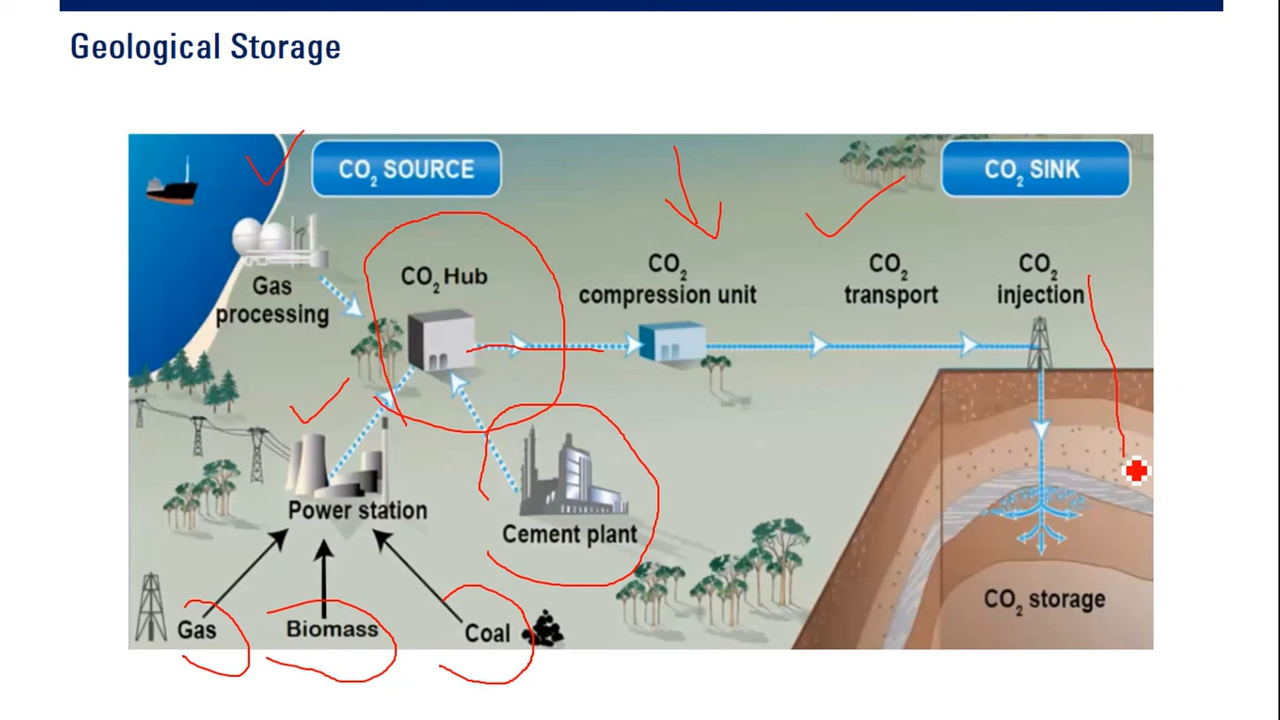 Geological Storage
CO₂ SOURCE
CO₂ SINK
CO₂ Hub
CO₂
compression unit
CO₂
transport
CO₂
injection
Gas
processing
Power station
Cement plant
Gas
Biomass
Coal
CO₂ storage